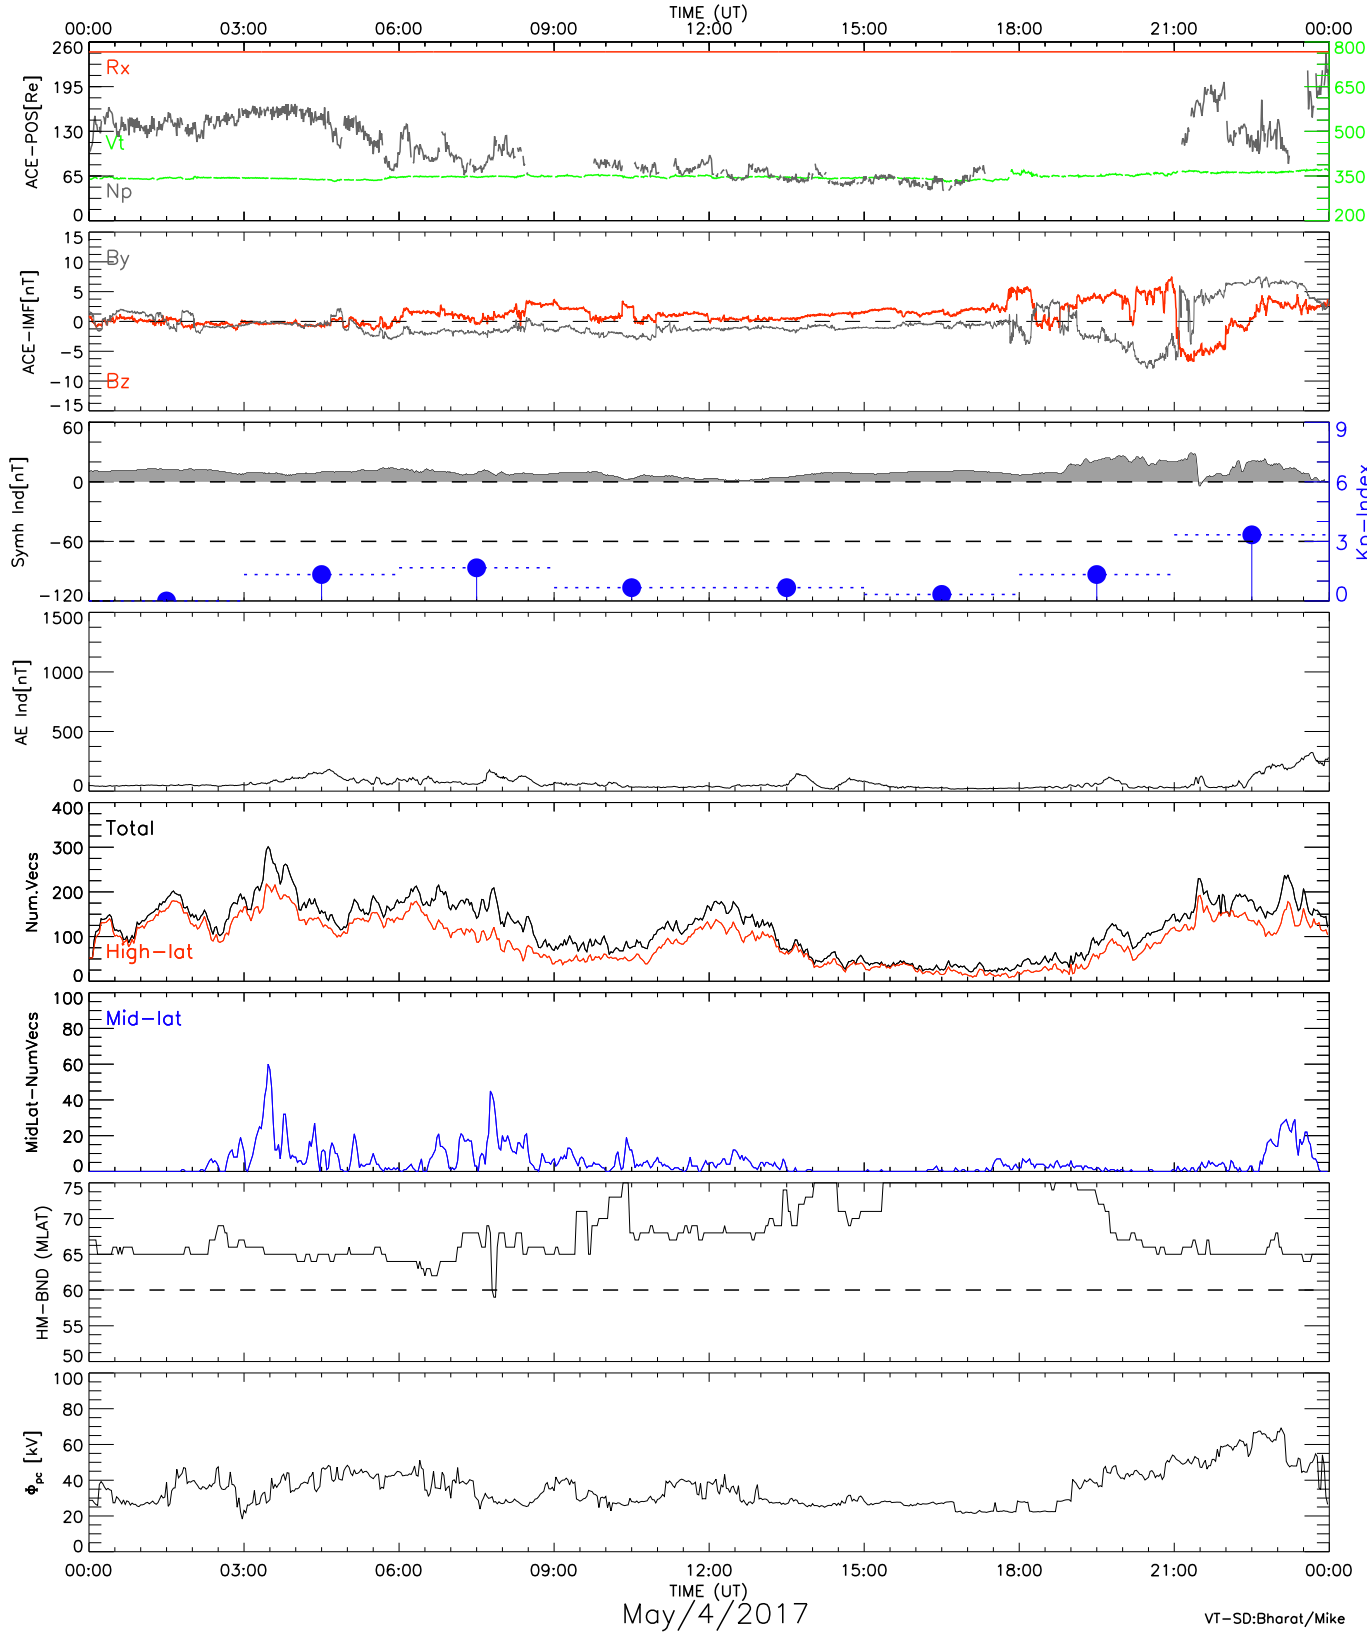 TIME (UT)
00:00 03:00 06:00 09:00 12:00 15:00 18:00 21:00 00:00
ACE-POS[Re]
260
195
130
65
0
Rx
Vt
Np
800
650
500
350
200
ACE-IMF[nT]
15
10
5
0
-5
-10
-15
By
Bz
Symh Ind[nT]
60
0
-60
-120
9
6
3
0
Kp-Index
AE Ind[nT]
1500
1000
500
0
Num.Vecs
400
300
200
100
0
Total
High-lat
MidLat-NumVecs
100
80
60
40
20
0
Mid-lat
HM-BND (MLAT)
75
70
65
60
55
50
Φpc [kV]
100
80
60
40
20
0
00:00 03:00 06:00 09:00 12:00 15:00 18:00 21:00 00:00
TIME (UT)
May/4/2017
VT-SD:Bharat/Mike